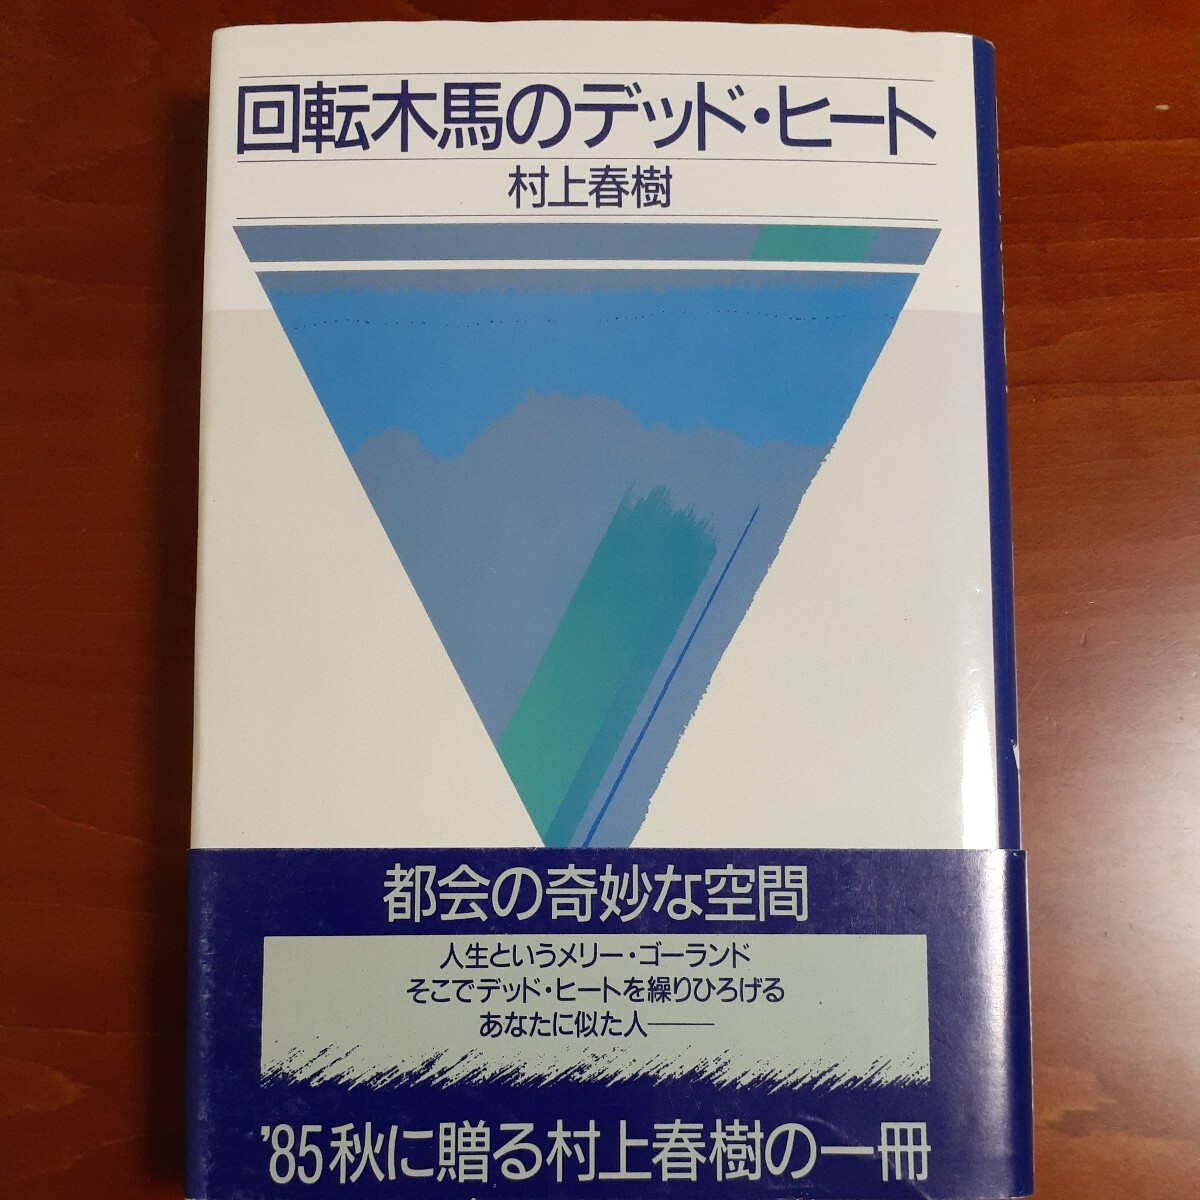 回転木馬のデッド・ヒート
村上春樹
都会の奇妙な空間
人生というメリー・ゴーランド
そこでデッド・ヒートを繰りひろげる
あなたに似た人――
'85秋に贈る村上春樹の一冊